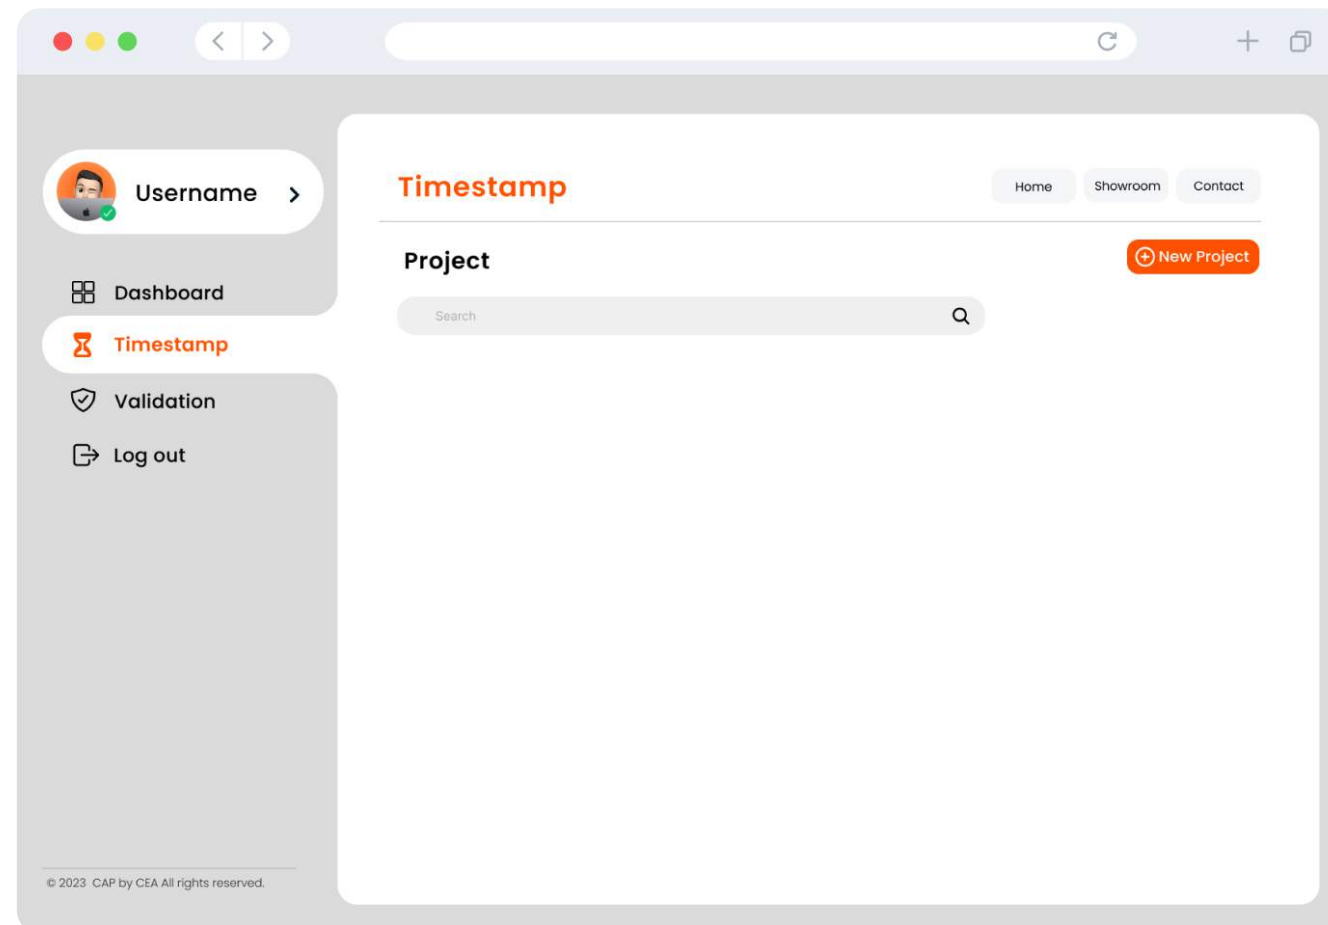 Username
Dashboard
Timestamp
Validation
Log out
© 2023 CAP by CEA All rights reserved.
Timestamp
Home
Showroom
Contact
Project
New Project
Search